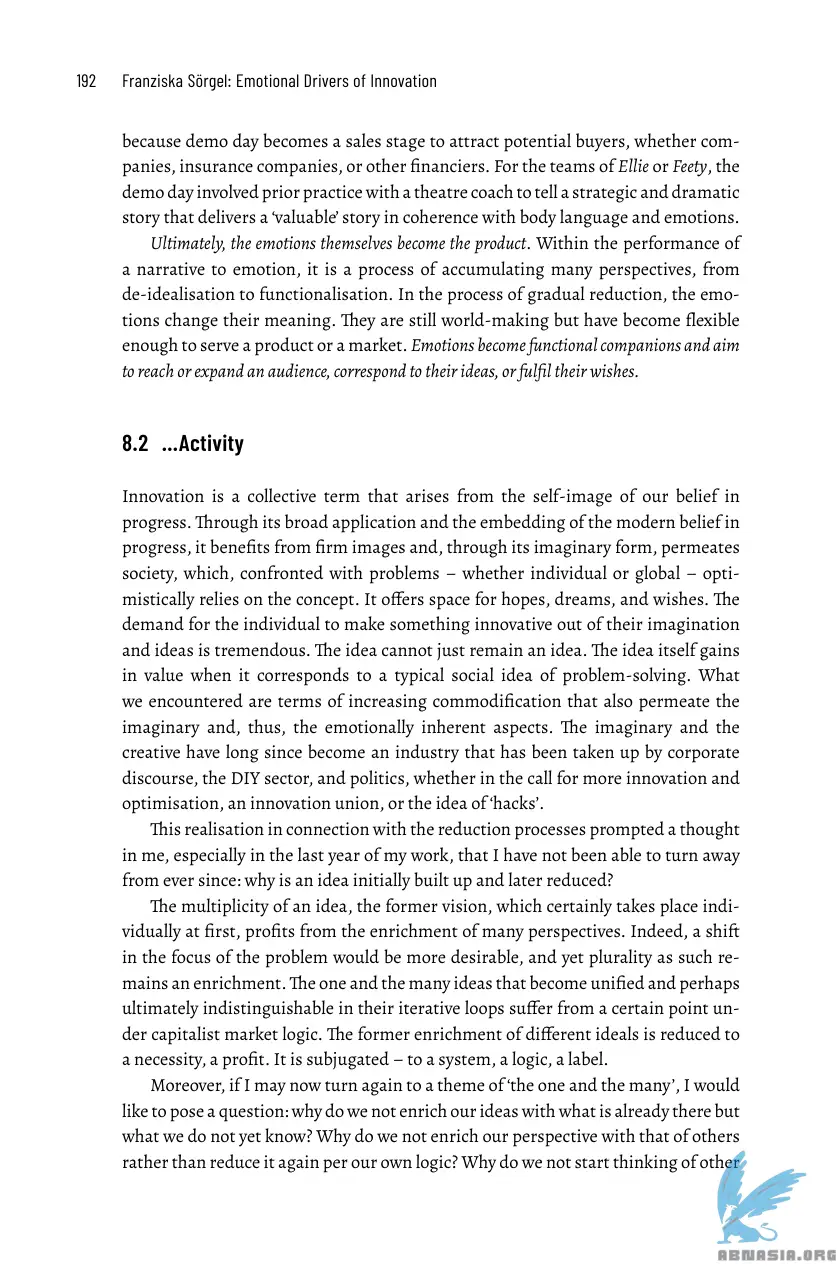 192 Franziska Sörgel: Emotional Drivers of Innovation
because demo day becomes a sales stage to attract potential buyers, whether com-
panies, insurance companies, or other financiers. For the teams of Ellie or Feety, the
demo day involved prior practice with a theatre coach to tell a strategic and dramatic
story that delivers a ‘valuable’ story in coherence with body language and emotions.
Ultimately, the emotions themselves become the product. Within the performance of
a narrative to emotion, it is a process of accumulating many perspectives, from
de-idealisation to functionalisation. In the process of gradual reduction, the emo-
tions change their meaning. They are still world-making but have become flexible
enough to serve a product or a market. Emotions become functional companions and aim
to reach or expand an audience, correspond to their ideas, or fulfil their wishes.
8.2 …Activity
Innovation is a collective term that arises from the self-image of our belief in
progress. Through its broad application and the embedding of the modern belief in
progress, it benefits from firm images and, through its imaginary form, permeates
society, which, confronted with problems – whether individual or global – opti-
mistically relies on the concept. It offers space for hopes, dreams, and wishes. The
demand for the individual to make something innovative out of their imagination
and ideas is tremendous. The idea cannot just remain an idea. The idea itself gains
in value when it corresponds to a typical social idea of problem-solving. What
we encountered are terms of increasing commodification that also permeate the
imaginary and, thus, the emotionally inherent aspects. The imaginary and the
creative have long since become an industry that has been taken up by corporate
discourse, the DIY sector, and politics, whether in the call for more innovation and
optimisation, an innovation union, or the idea of ‘hacks’.
This realisation in connection with the reduction processes prompted a thought
in me, especially in the last year of my work, that I have not been able to turn away
from ever since: why is an idea initially built up and later reduced?
The multiplicity of an idea, the former vision, which certainly takes place indi-
vidually at first, profits from the enrichment of many perspectives. Indeed, a shift
in the focus of the problem would be more desirable, and yet plurality as such re-
mains an enrichment. The one and the many ideas that become unified and perhaps
ultimately indistinguishable in their iterative loops suffer from a certain point un-
der capitalist market logic. The former enrichment of different ideals is reduced to
a necessity, a profit. It is subjugated – to a system, a logic, a label.
Moreover, if I may now turn again to a theme of ‘the one and the many’, I would
like to pose a question: why do we not enrich our ideas with what is already there but
what we do not yet know? Why do we not enrich our perspective with that of others
rather than reduce it again per our own logic? Why do we not start thinking of other
ABNASIA.ORG